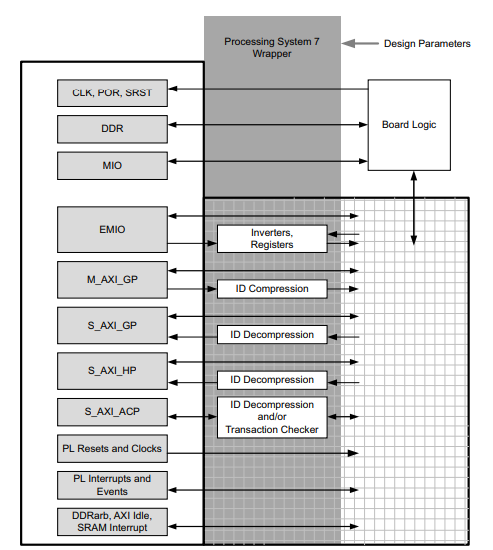 Processing System 7
Wrapper
Design Parameters
CLK, POR, SRST
DDR
Board Logic
MIO
EMIO
Inverters,
Registers
M_AXI_GP
ID Compression
S_AXI_GP
ID Decompression
S_AXI_HP
ID Decompression
S_AXI_ACP
ID Decompression
and/or
Transaction Checker
PL Resets and Clocks
PL Interrupts and
Events
DDRarb, AXI Idle,
SRAM Interrupt